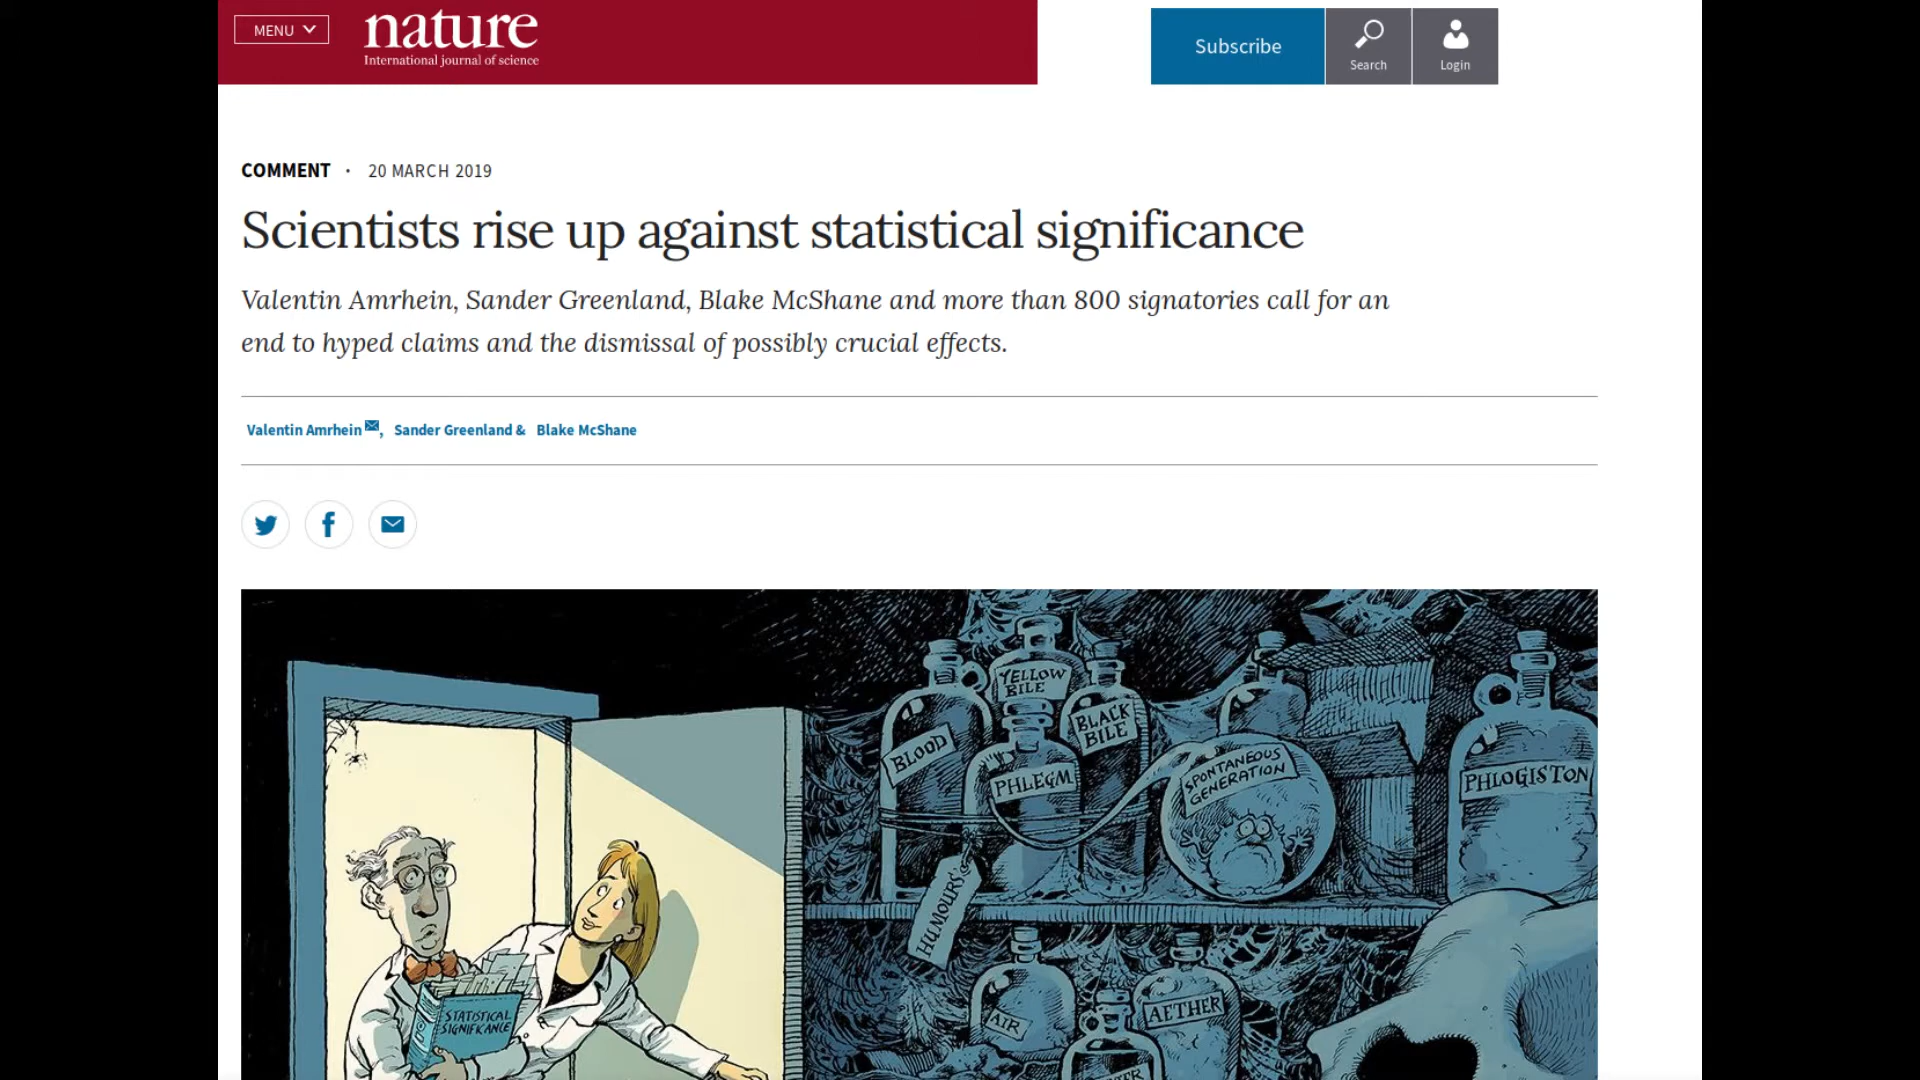 MENU
nature
International journal of science
Subscribe
Search
Login
COMMENT · 20 MARCH 2019
Scientists rise up against statistical significance
Valentin Amrhein, Sander Greenland, Blake McShane and more than 800 signatories call for an
end to hyped claims and the dismissal of possibly crucial effects.
Valentin Amrhein, Sander Greenland & Blake McShane
YELLOW
BILE
BLACK
BILE
BLOOD
PHLEGM
SPONTANEOUS
GENERATION
PHLOGISTON
HUMOURS
STATISTICAL
SIGNIFICANCE
AIR
AETHER